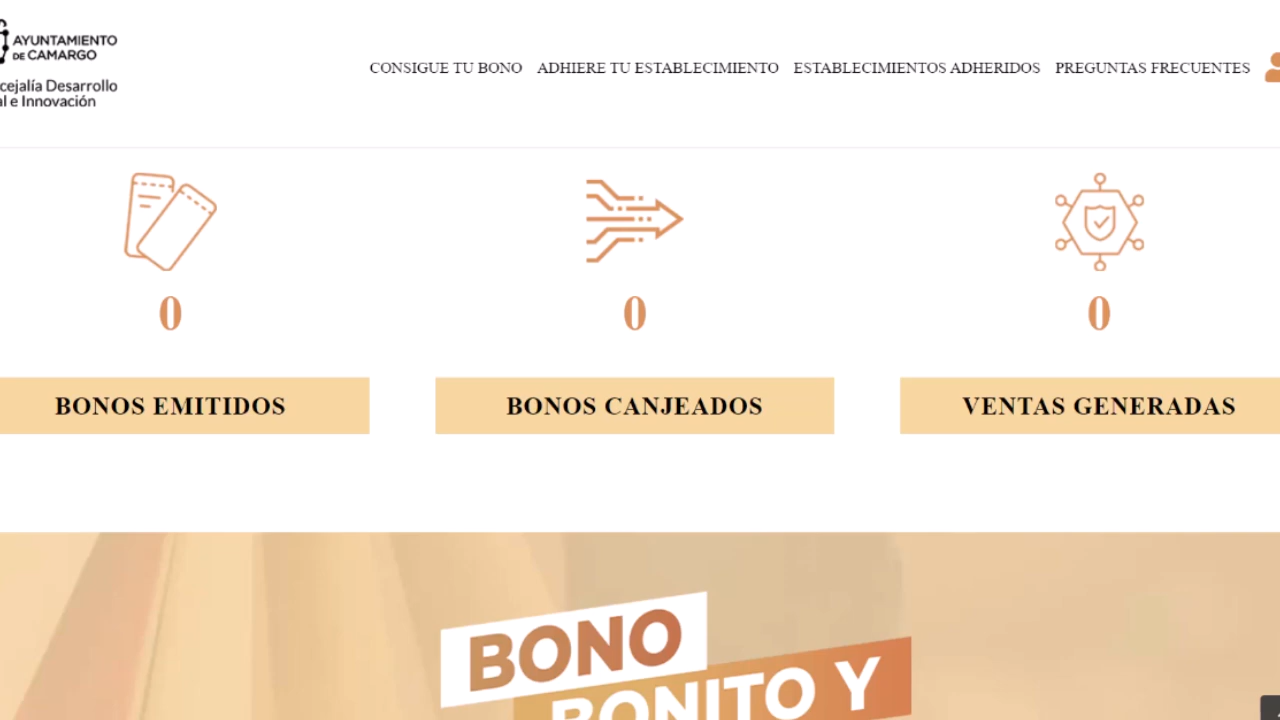 AYUNTAMIENTO
DE CAMARGO
cejalía Desarrollo
al e Innovación
CONSIGUE TU BONO
ADHIERE TU ESTABLECIMIENTO
ESTABLECIMIENTOS ADHERIDOS
PREGUNTAS FRECUENTES
0
0
0
BONOS EMITIDOS
BONOS CANJEADOS
VENTAS GENERADAS
BONO
BONITO Y